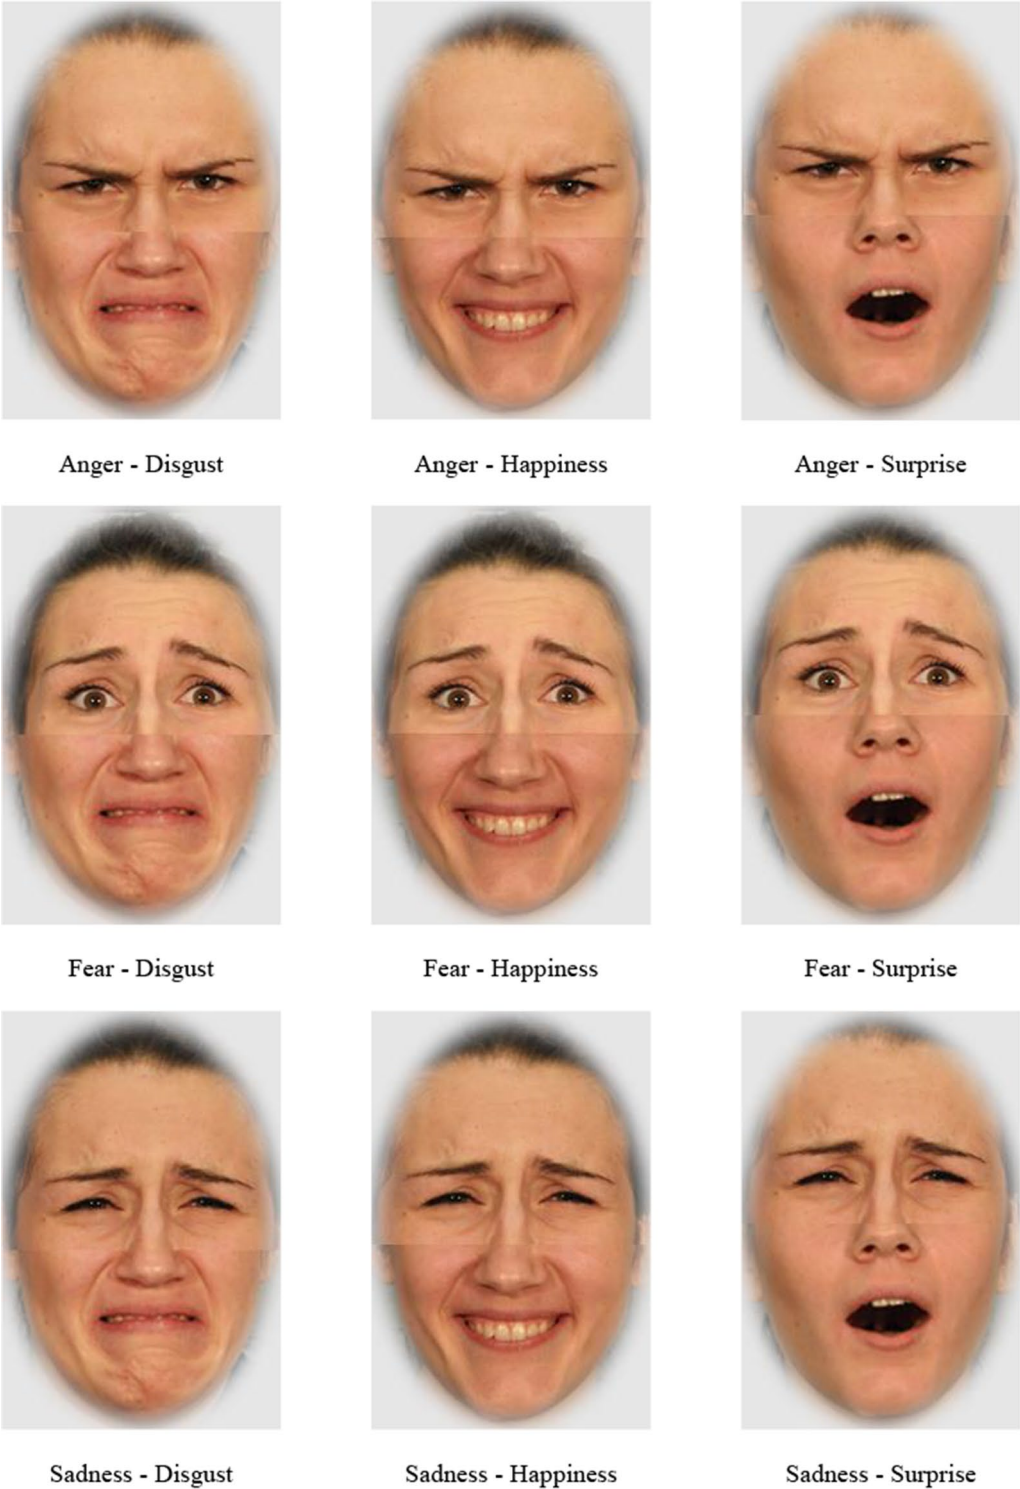 Anger - Disgust
Anger - Happiness
Anger - Surprise
Fear - Disgust
Fear - Happiness
Fear - Surprise
Sadness - Disgust
Sadness - Happiness
Sadness - Surprise